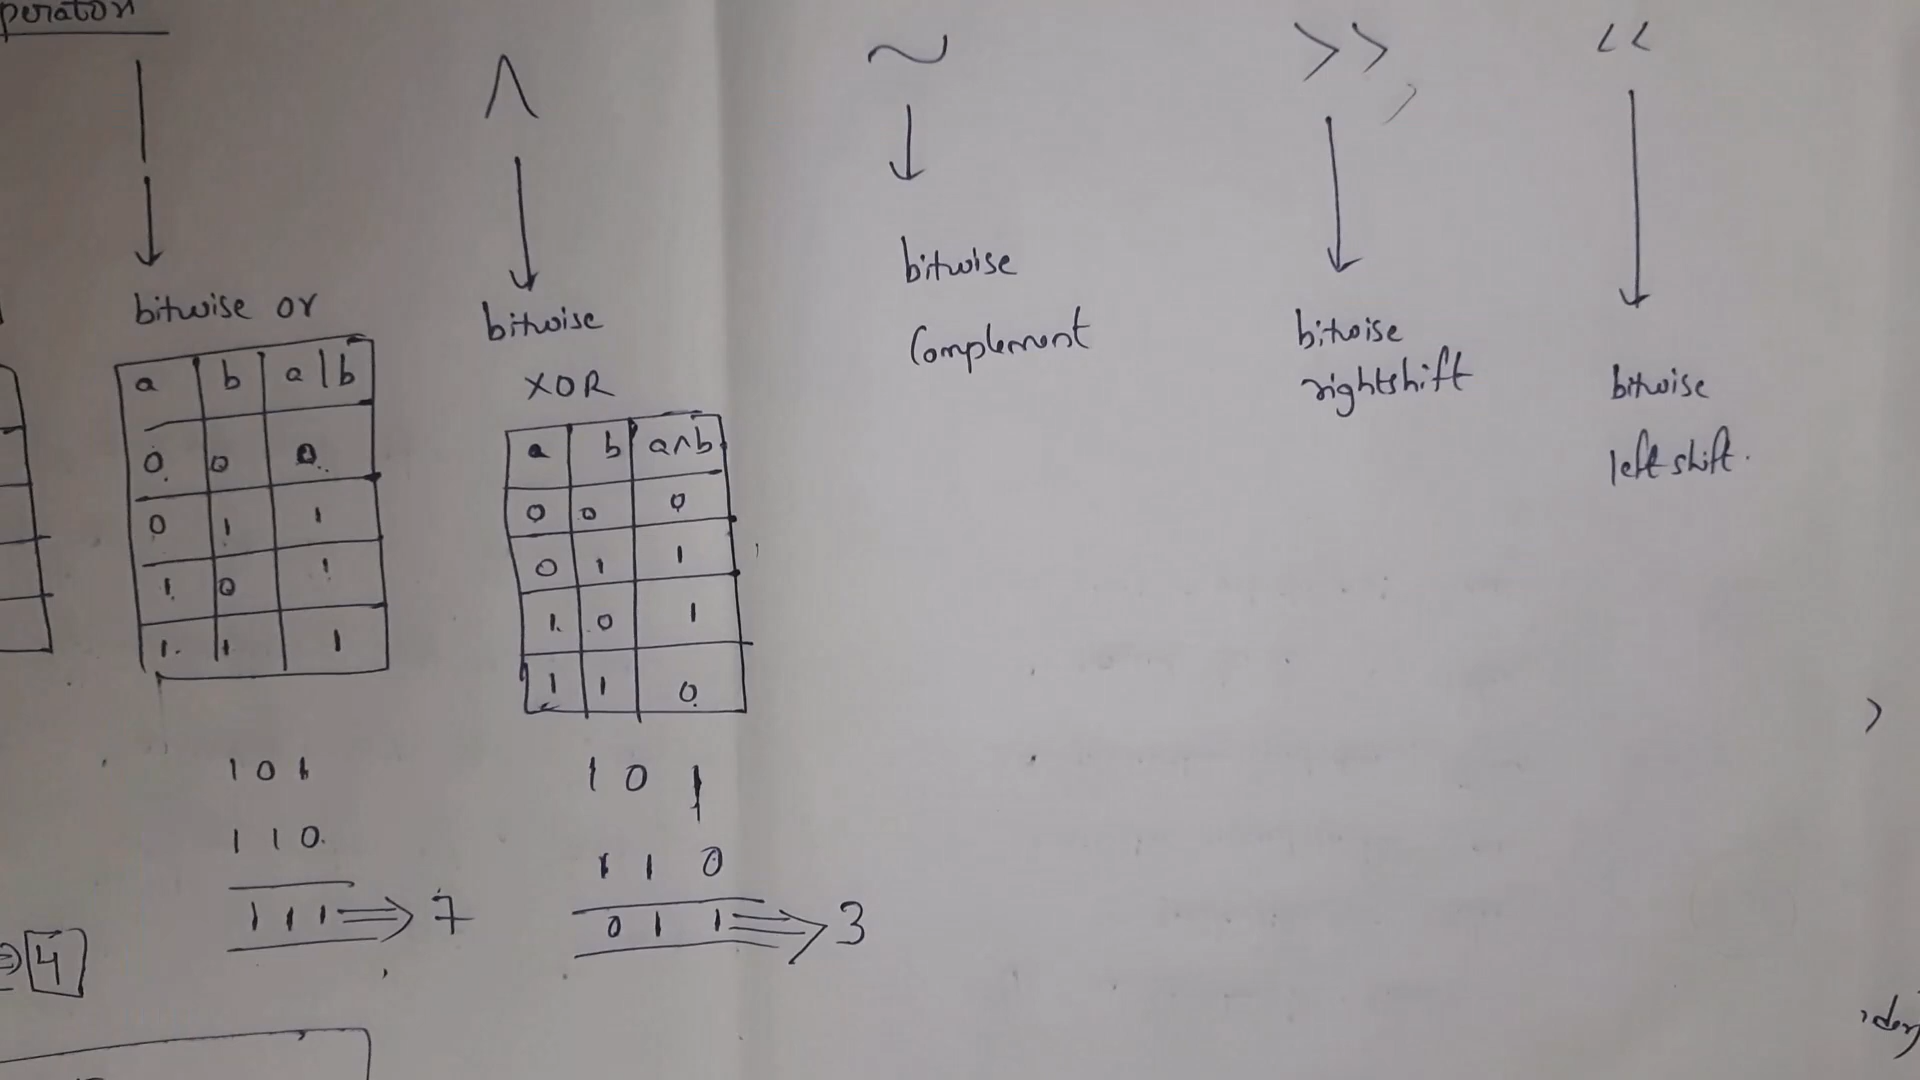 perator
| ^ ~ >> <<
bitwise or
bitwise
XOR
bitwise
Complement
bitwise
rightshift
bitwise
left shift.
a b a|b
0 0 0
0 1 1
1 0 1
1 1 1
a b a^b
0 0 0
0 1 1
1 0 1
1 1 0
1 0 1
1 1 0
1 1 1 ⇒ 7
1 0 1
1 1 0
0 1 1 ⇒ 3
4